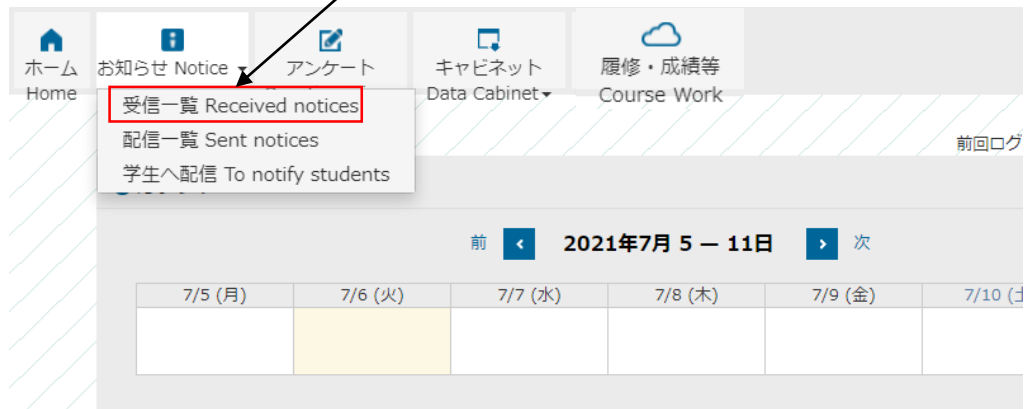 ホーム
Home
お知らせ Notice
アンケート
キャビネット
Data Cabinet
履修・成績等
Course Work
受信一覧 Received notices
配信一覧 Sent notices
学生へ配信 To notify students
前回ログ
前
2021年7月 5 — 11日
次
7/5 (月)
7/6 (火)
7/7 (水)
7/8 (木)
7/9 (金)
7/10 (土